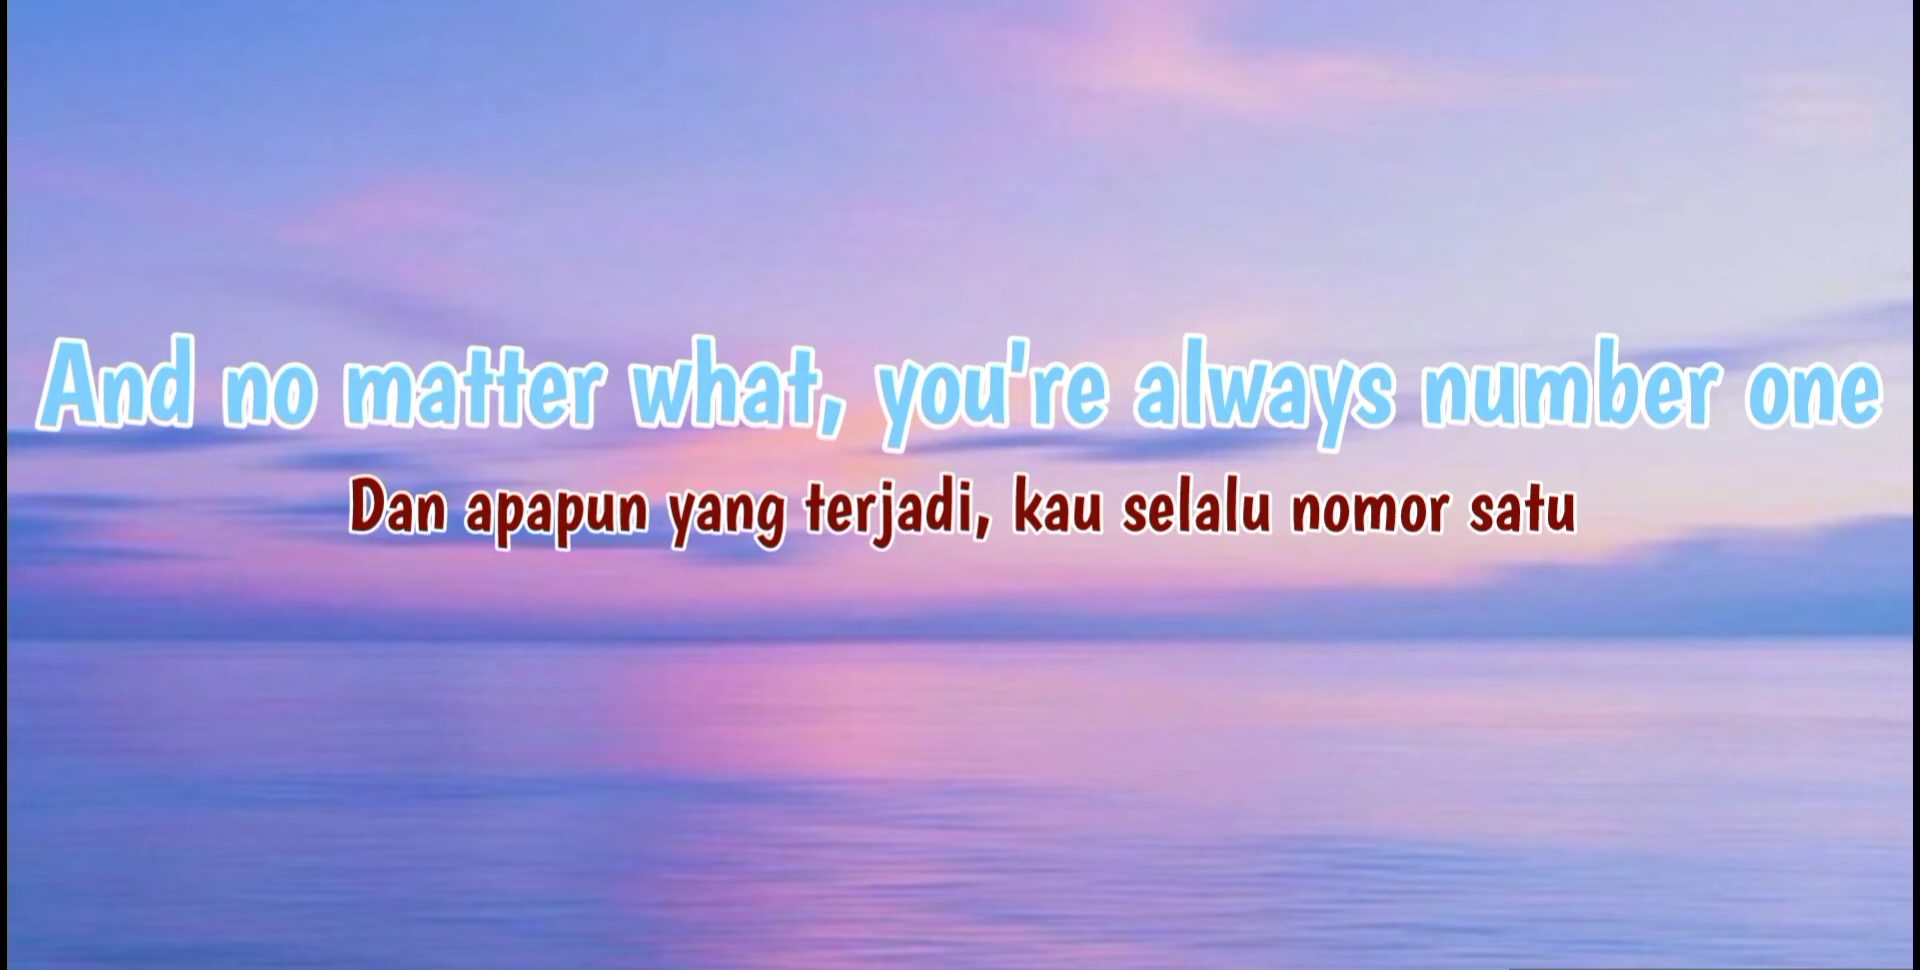 And no matter what, you're always number one
Dan apapun yang terjadi, kau selalu nomor satu